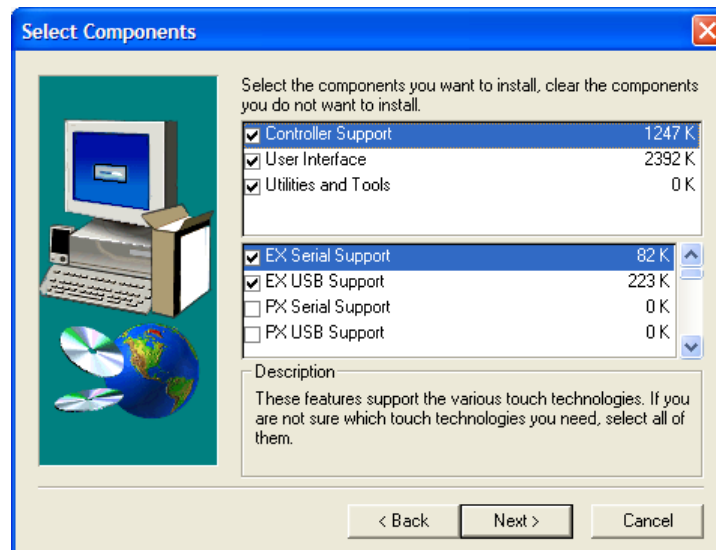 Select Components
Select the components you want to install, clear the components
you do not want to install.
Controller Support 1247 K
User Interface 2392 K
Utilities and Tools 0 K
EX Serial Support 82 K
EX USB Support 223 K
FX Serial Support 0 K
FX USB Support 0 K
Description
These features support the various touch technologies. If you
are not sure which touch technologies you need, select all of
them.
< Back Next > Cancel